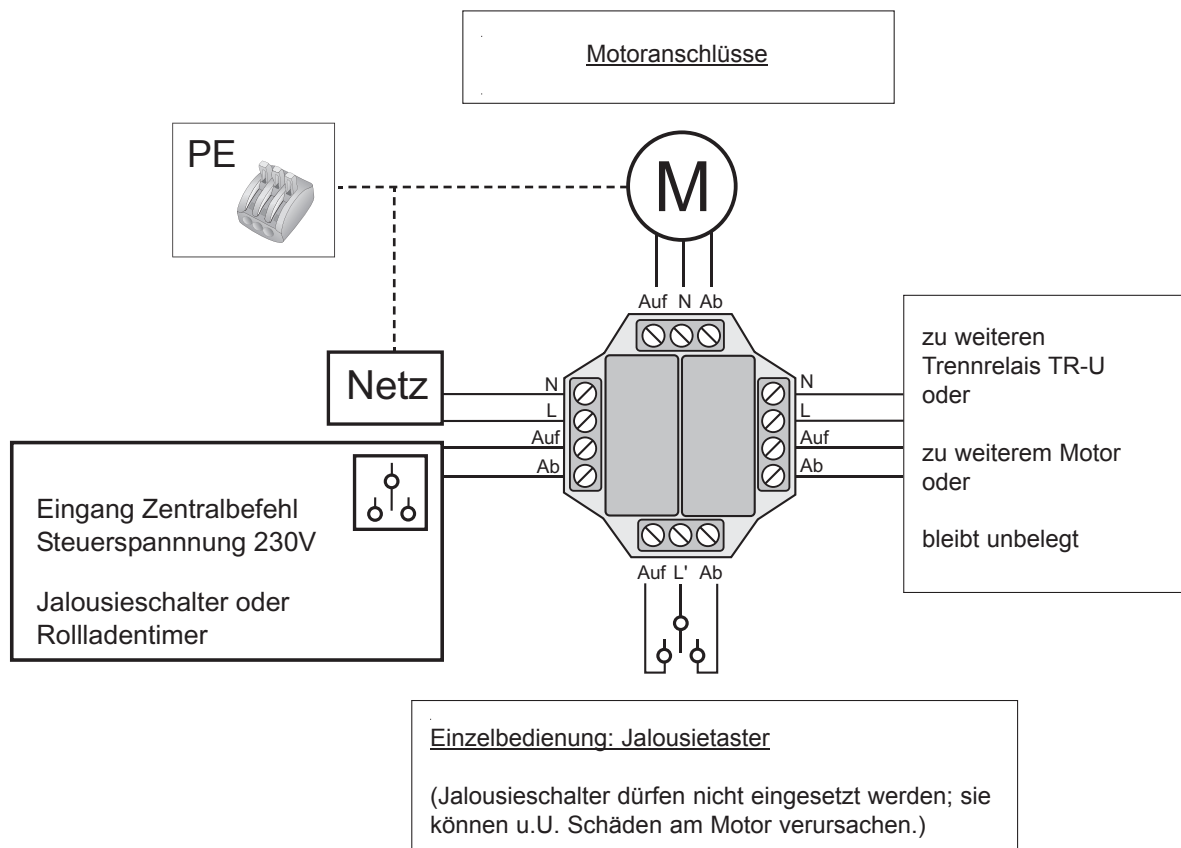 Motoranschlüsse
PE
M
Auf N Ab
Netz
N
L
Auf
Ab
N
L
Auf
Ab
zu weiteren
Trennrelais TR-U
oder
zu weiterem Motor
oder
bleibt unbelegt
Eingang Zentralbefehl
Steuerspannnung 230V
Jalousieschalter oder
Rollladentimer
Auf L' Ab
Einzelbedienung: Jalousietaster
(Jalousieschalter dürfen nicht eingesetzt werden; sie
können u.U. Schäden am Motor verursachen.)